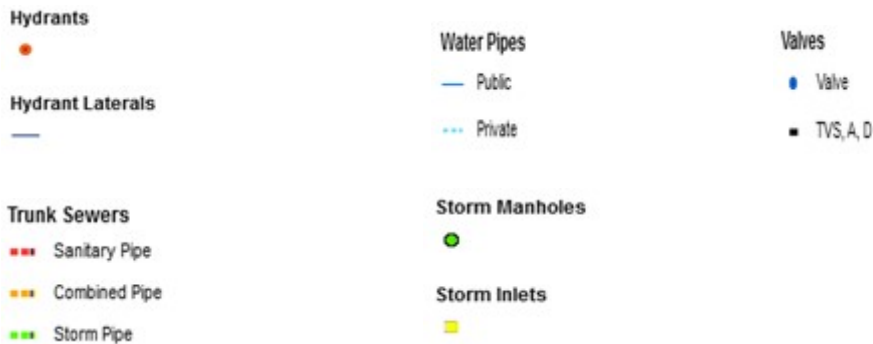 Hydrants
Hydrant Laterals
Water Pipes
Public
Private
Valves
Valve
TVS, A, D
Trunk Sewers
Sanitary Pipe
Combined Pipe
Storm Pipe
Storm Manholes
Storm Inlets